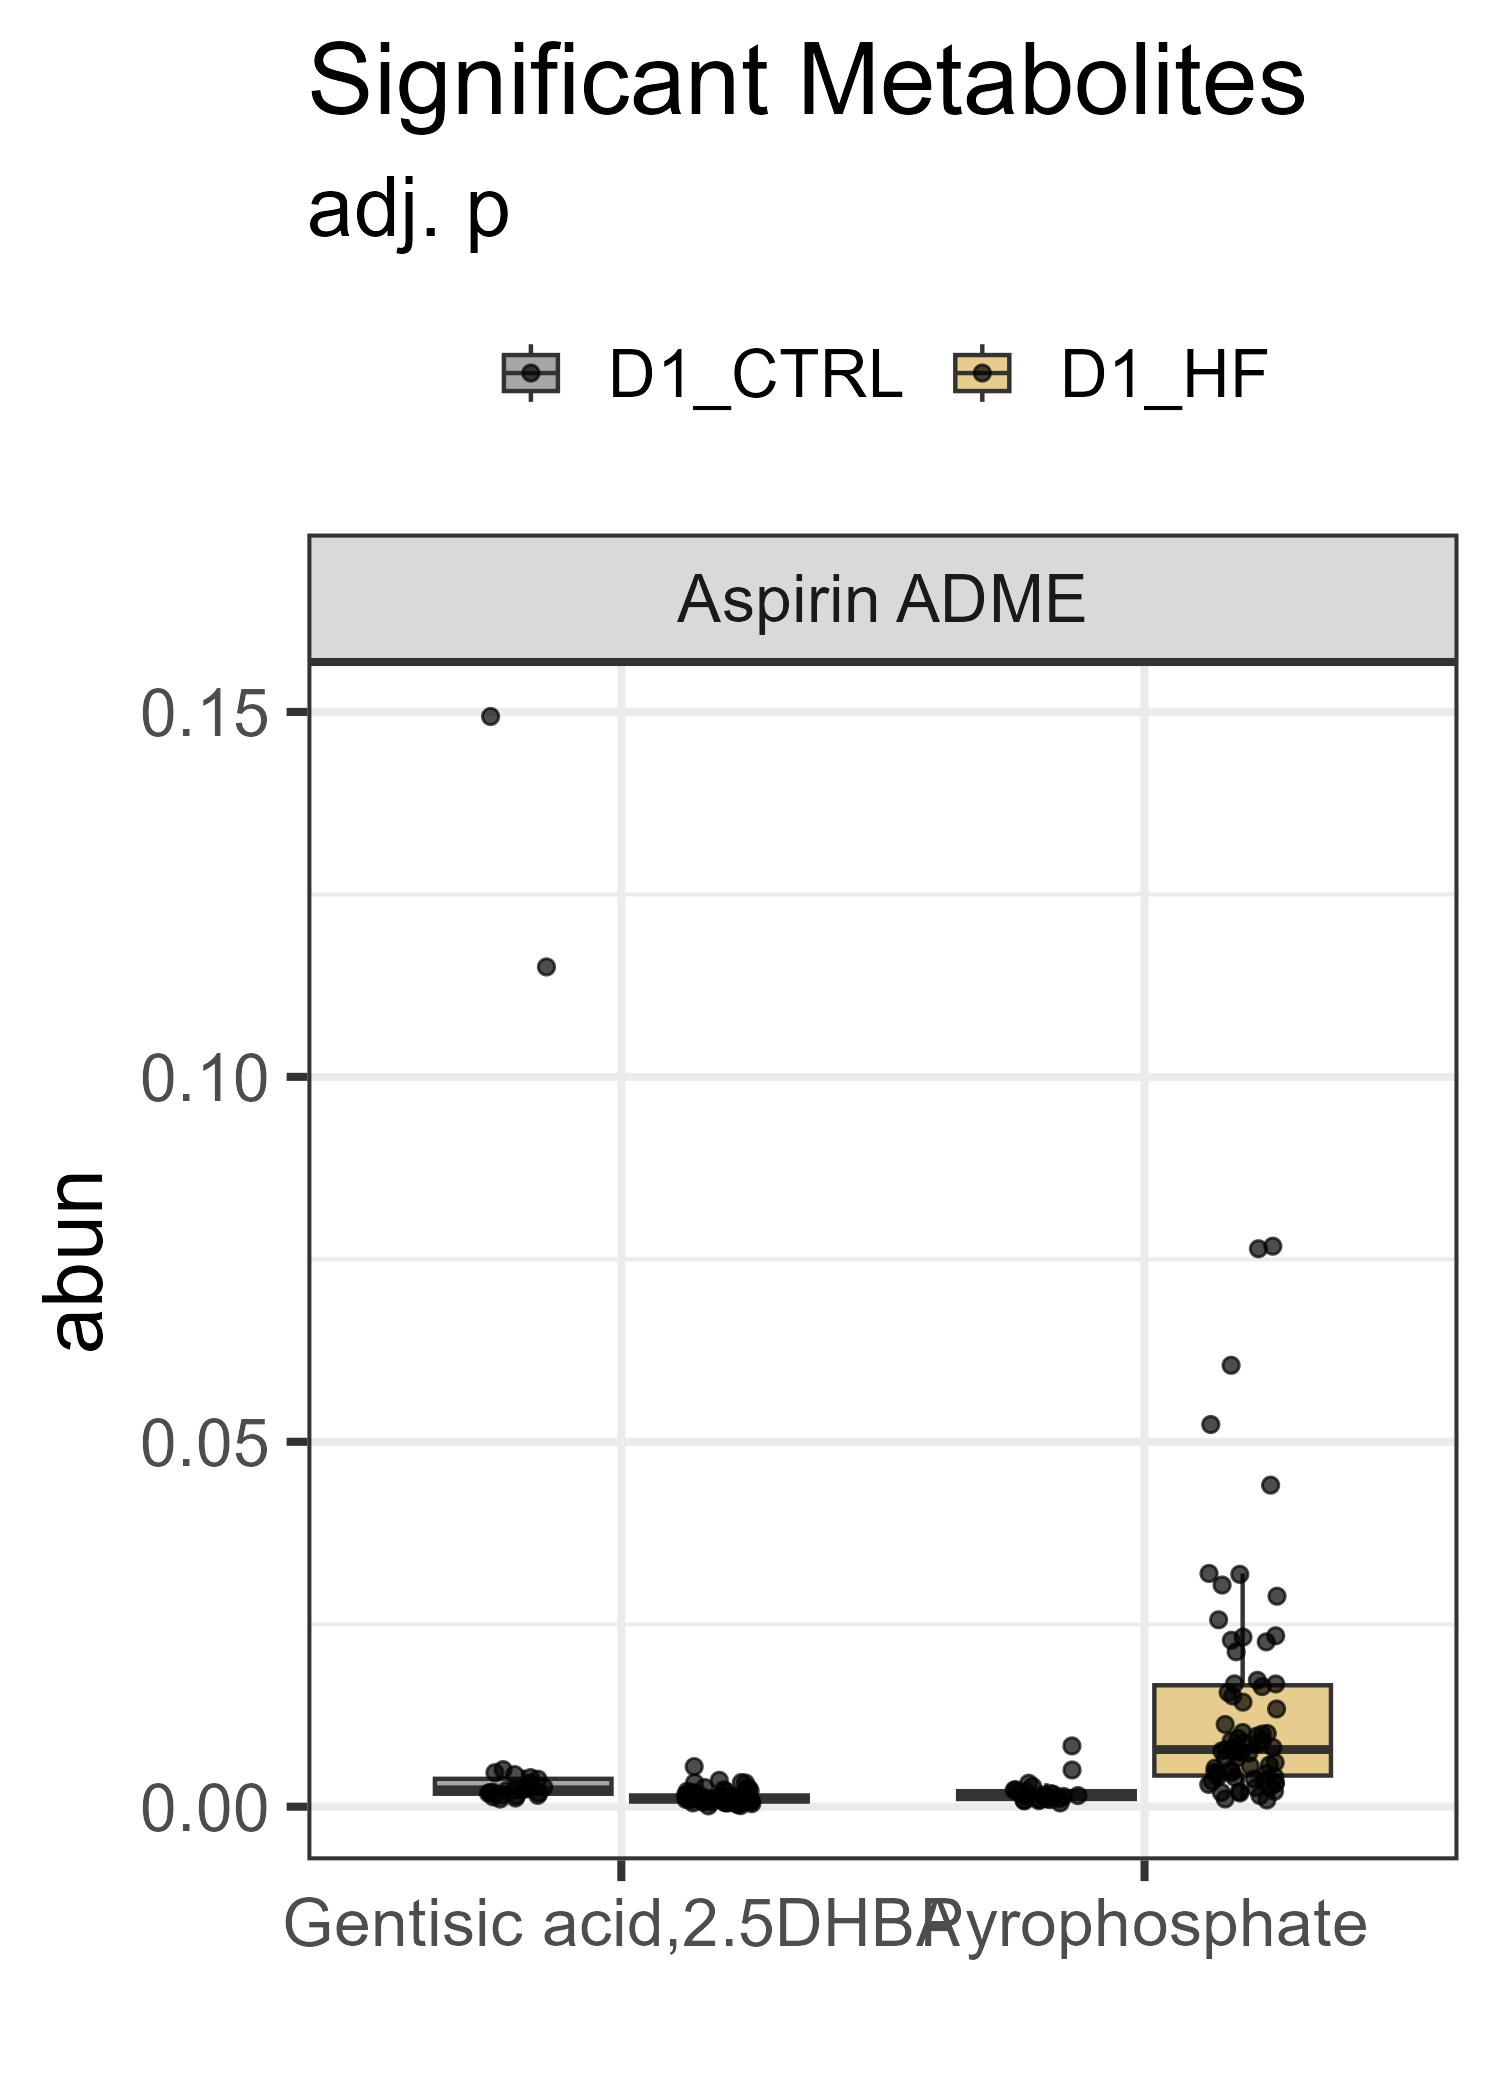 Significant Metabolites
adj. p
D1_CTRL D1_HF
Aspirin ADME
0.15
0.10
0.05
0.00
abun
Gentisic acid,2.5DHBA Pyrophosphate